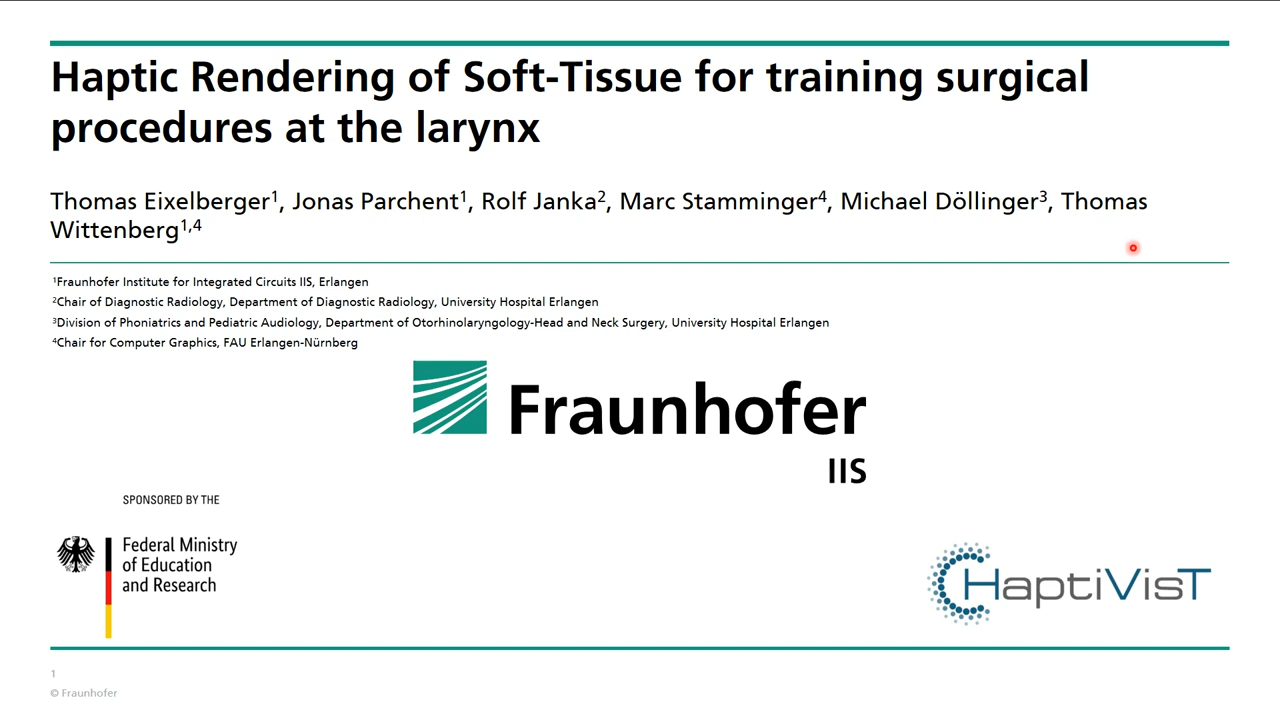 Haptic Rendering of Soft-Tissue for training surgical
procedures at the larynx
Thomas Eixelberger¹, Jonas Parchent¹, Rolf Janka², Marc Stamminger⁴, Michael Döllinger³, Thomas
Wittenberg¹,⁴
¹Fraunhofer Institute for Integrated Circuits IIS, Erlangen
²Chair of Diagnostic Radiology, Department of Diagnostic Radiology, University Hospital Erlangen
³Division of Phoniatrics and Pediatric Audiology, Department of Otorhinolaryngology-Head and Neck Surgery, University Hospital Erlangen
⁴Chair for Computer Graphics, FAU Erlangen-Nürnberg
Fraunhofer
IIS
SPONSORED BY THE
Federal Ministry
of Education
and Research
HaptiVisT
1
© Fraunhofer